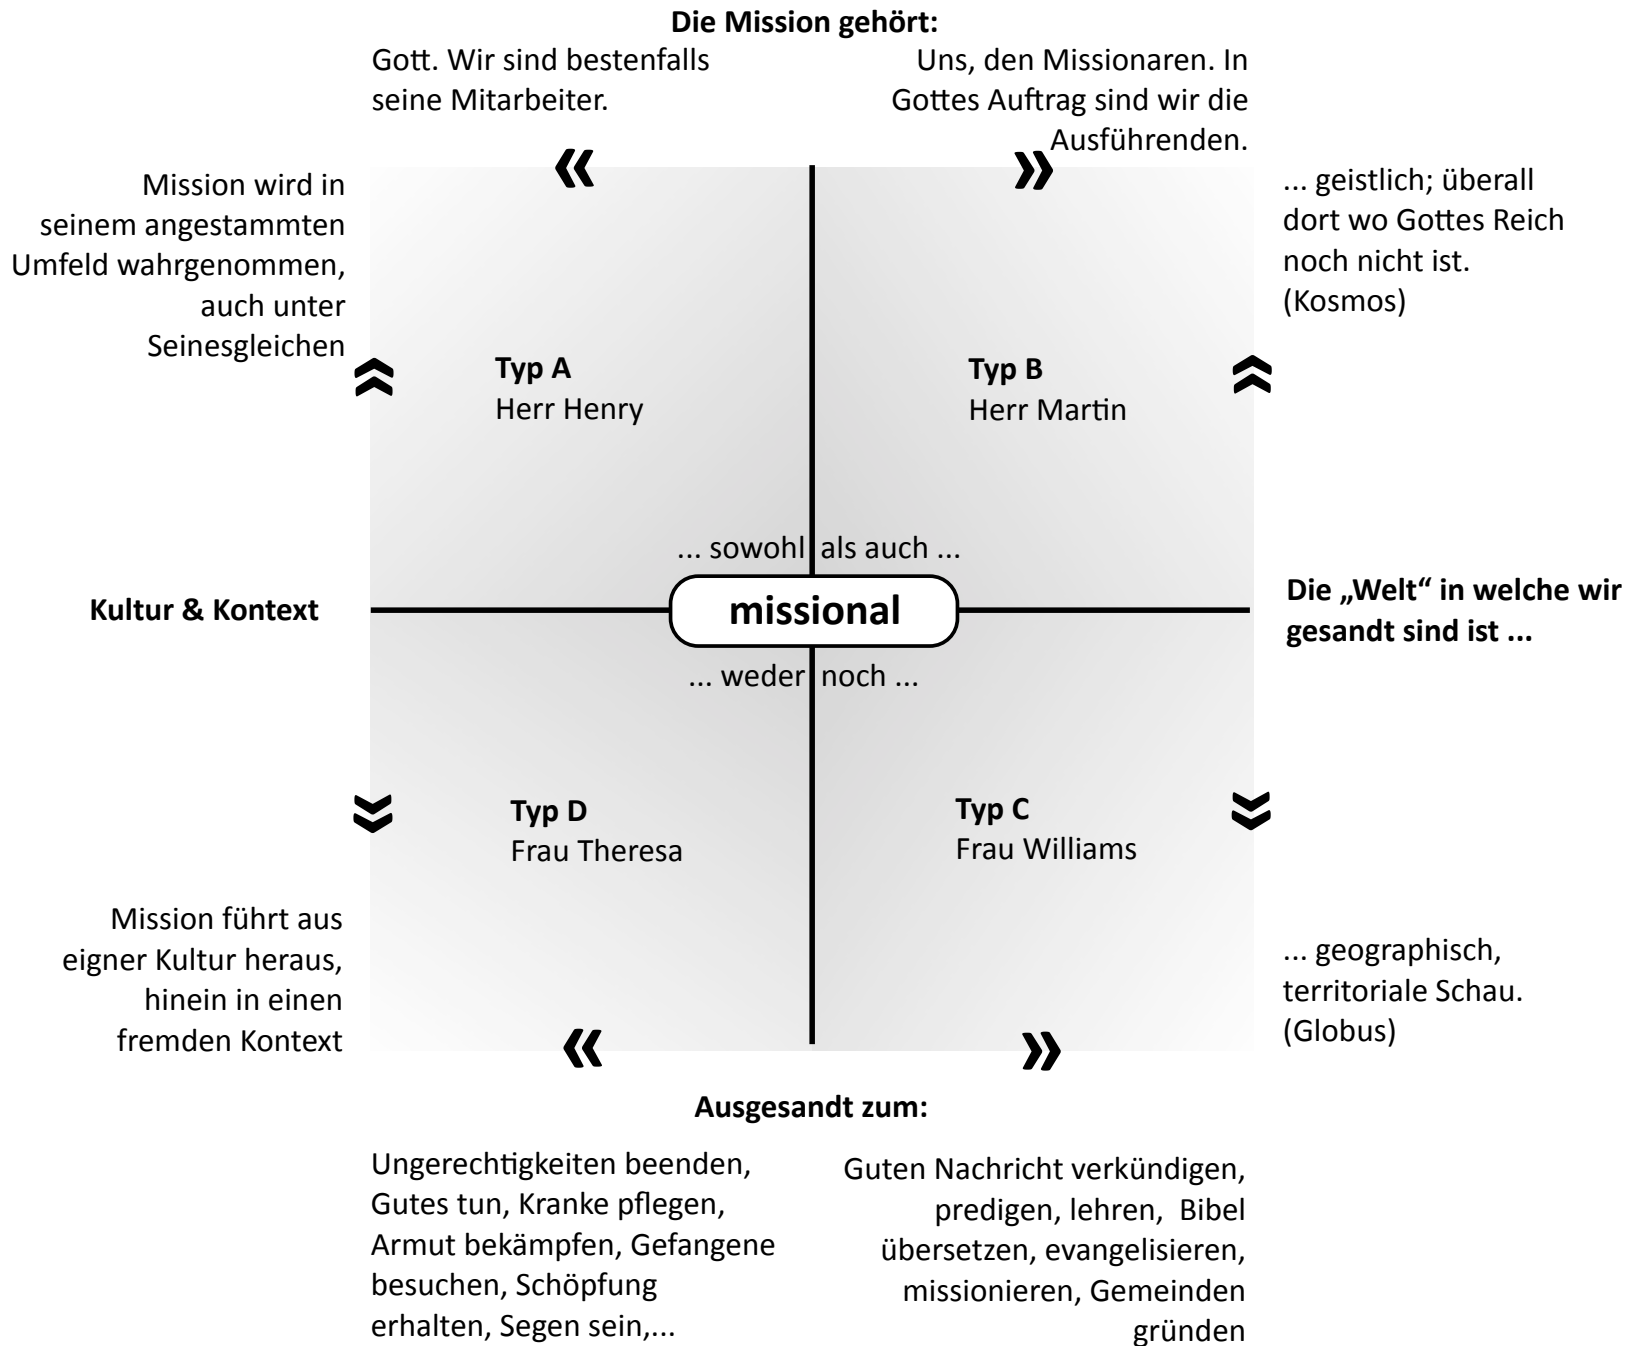 Die Mission gehört:
Gott. Wir sind bestenfalls
seine Mitarbeiter.
Uns, den Missionaren. In
Gottes Auftrag sind wir die
Ausführenden.
«
»
Mission wird in
seinem angestammten
Umfeld wahrgenommen,
auch unter
Seinesgleichen
... geistlich; überall
dort wo Gottes Reich
noch nicht ist.
(Kosmos)
Typ A
Herr Henry
Typ B
Herr Martin
... sowohl als auch ...
Kultur & Kontext
missional
Die „Welt“ in welche wir
gesandt sind ist ...
... weder noch ...
Typ D
Frau Theresa
Typ C
Frau Williams
Mission führt aus
eigner Kultur heraus,
hinein in einen
fremden Kontext
... geographisch,
territoriale Schau.
(Globus)
«
»
Ausgesandt zum:
Ungerechtigkeiten beenden,
Gutes tun, Kranke pflegen,
Armut bekämpfen, Gefangene
besuchen, Schöpfung
erhalten, Segen sein,...
Guten Nachricht verkündigen,
predigen, lehren, Bibel
übersetzen, evangelisieren,
missionieren, Gemeinden
gründen